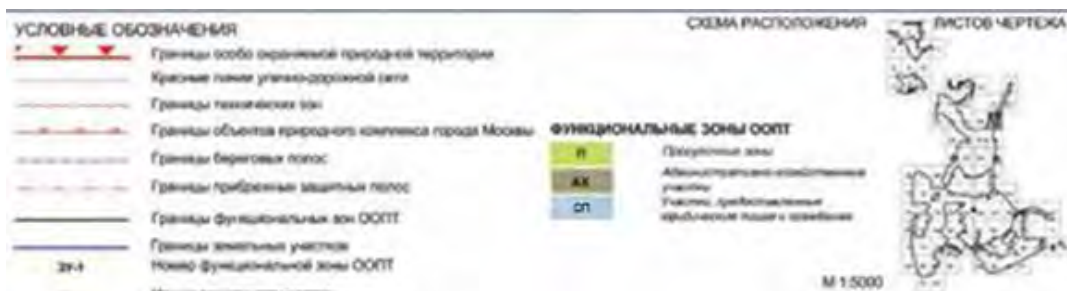 УСЛОВНЫЕ ОБОЗНАЧЕНИЯ
Границы особо охраняемой природной территории
Красные линии улично-дорожной сети
Границы технических зон
Границы объектов природного комплекса города Москвы
Границы береговых полос
Границы прибрежных защитных полос
Границы функциональных зон ООПТ
Границы земельных участков
ЗУ-1 Номер функциональной зоны ООПТ
ФУНКЦИОНАЛЬНЫЕ ЗОНЫ ООПТ
П Прогулочные зоны
АХ Административно-хозяйственные участки
СП Участки, предоставленные
СХЕМА РАСПОЛОЖЕНИЯ ЛИСТОВ ЧЕРТЕЖА
М 1:5000